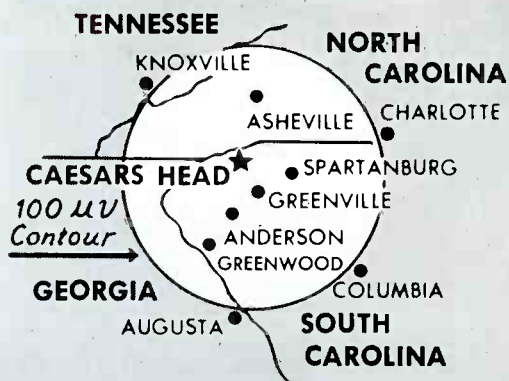 TENNESSEE
KNOXVILLE
NORTH
CAROLINA
ASHEVILLE
CHARLOTTE
CAESARS HEAD
SPARTANBURG
GREENVILLE
100 µV
Contour
ANDERSON
GREENWOOD
GEORGIA
COLUMBIA
AUGUSTA
SOUTH
CAROLINA